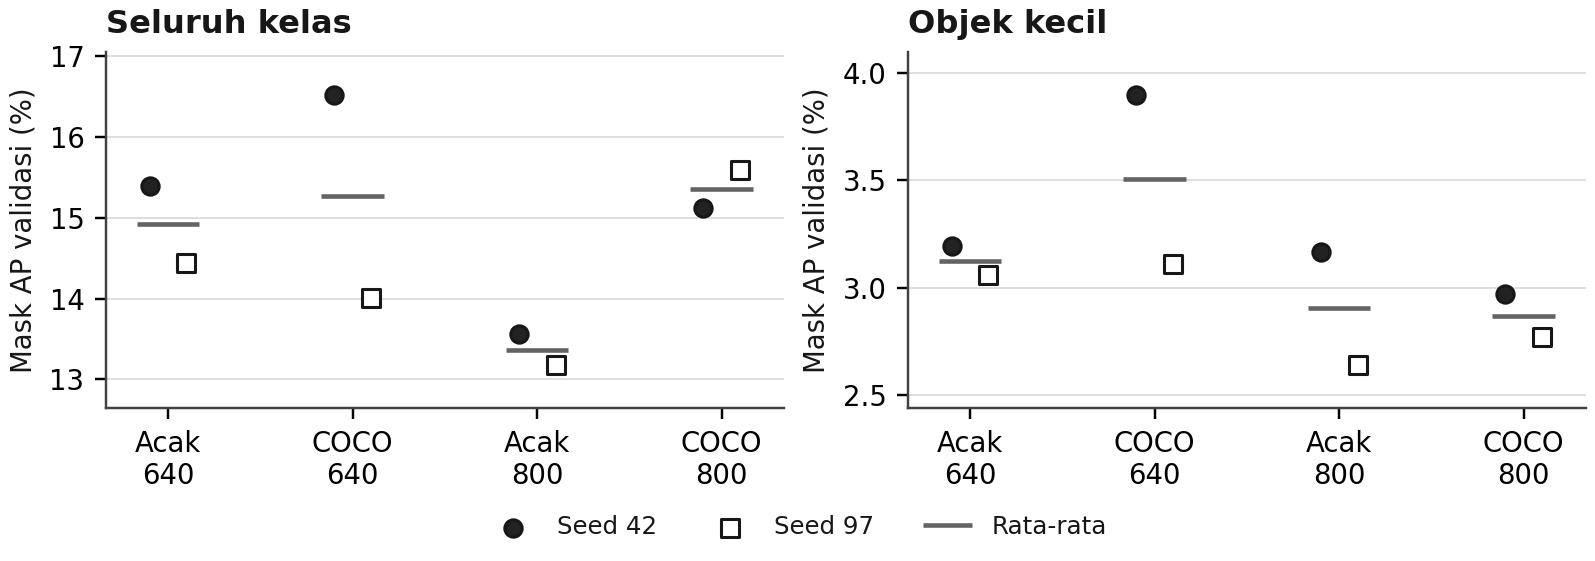 Seluruh kelas
Mask AP validasi (%)
17
16
15
14
13
Acak
640
COCO
640
Acak
800
COCO
800
Objek kecil
Mask AP validasi (%)
4.0
3.5
3.0
2.5
Acak
640
COCO
640
Acak
800
COCO
800
Seed 42
Seed 97
Rata-rata